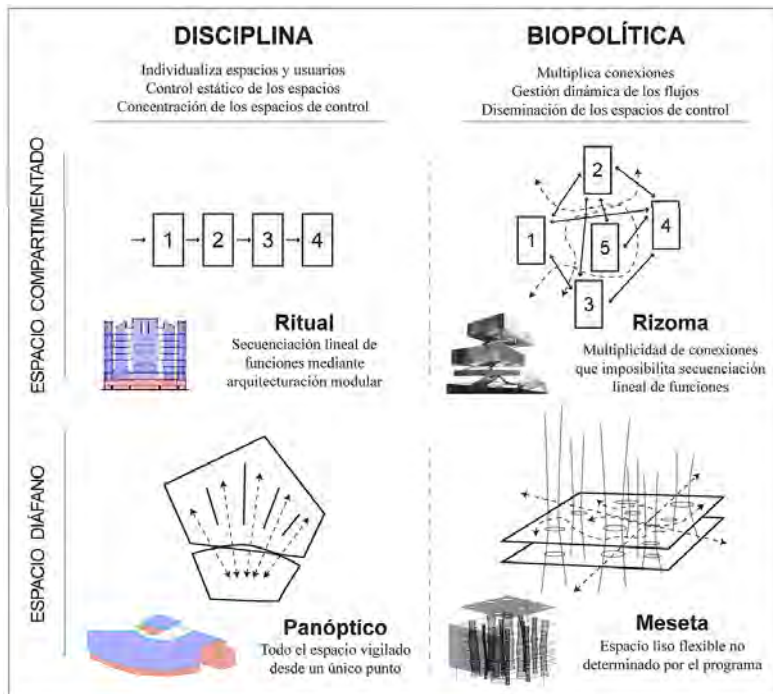 DISCIPLINA
Individualiza espacios y usuarios
Control estático de los espacios
Concentración de los espacios de control
BIOPOLÍTICA
Multiplica conexiones
Gestión dinámica de los flujos
Diseminación de los espacios de control
ESPACIO COMPARTIMENTADO
1
2
3
4
Ritual
Secuenciación lineal de
funciones mediante
arquitecturación modular
2
1
4
5
3
Rizoma
Multiplicidad de conexiones
que imposibilita secuenciación
lineal de funciones
ESPACIO DIÁFANO
Panóptico
Todo el espacio vigilado
desde un único punto
Meseta
Espacio liso flexible no
determinado por el programa